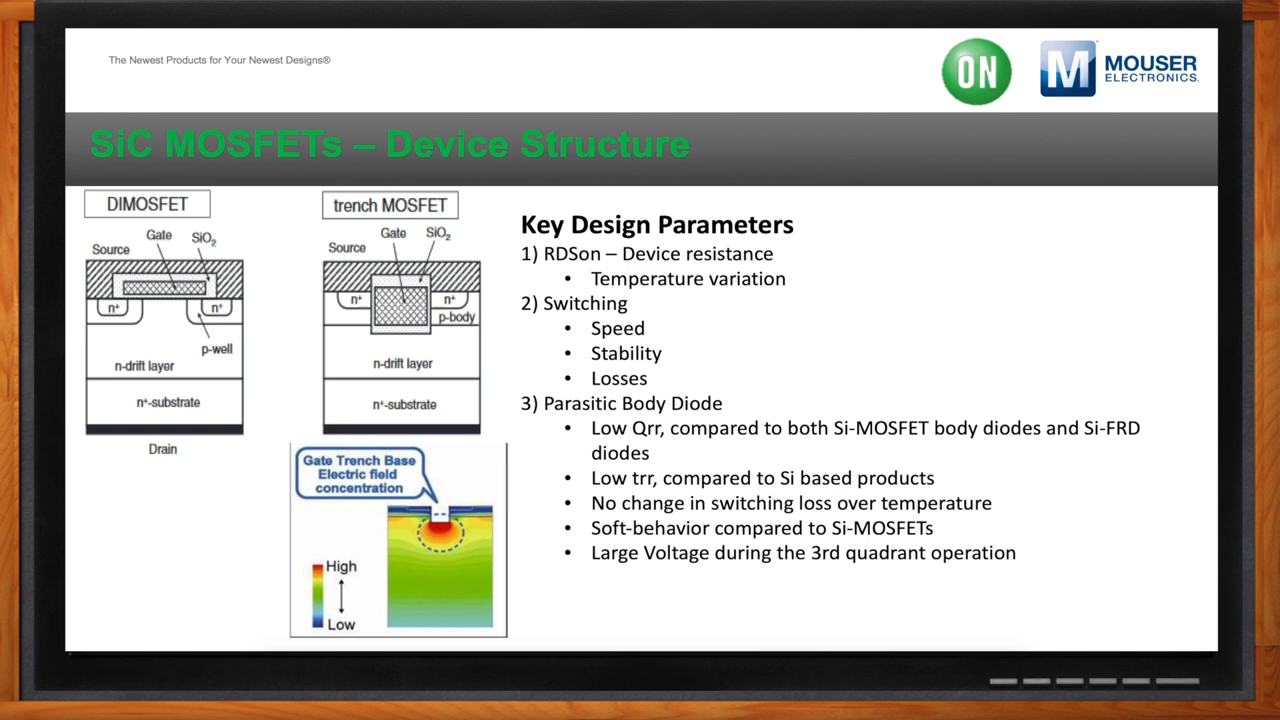 The Newest Products for Your Newest Designs®
ON
M
MOUSER
ELECTRONICS.
SiC MOSFETs – Device Structure
DIMOSFET
Gate
SiO2
Source
n+
n+
p-well
n-drift layer
n+-substrate
Drain
trench MOSFET
Gate
SiO2
Source
n+
n+
p-body
n-drift layer
n+-substrate
Gate Trench Base
Electric field
concentration
High
Low
Key Design Parameters
1) RDSon – Device resistance
• Temperature variation
2) Switching
• Speed
• Stability
• Losses
3) Parasitic Body Diode
• Low Qrr, compared to both Si-MOSFET body diodes and Si-FRD
diodes
• Low trr, compared to Si based products
• No change in switching loss over temperature
• Soft-behavior compared to Si-MOSFETs
• Large Voltage during the 3rd quadrant operation